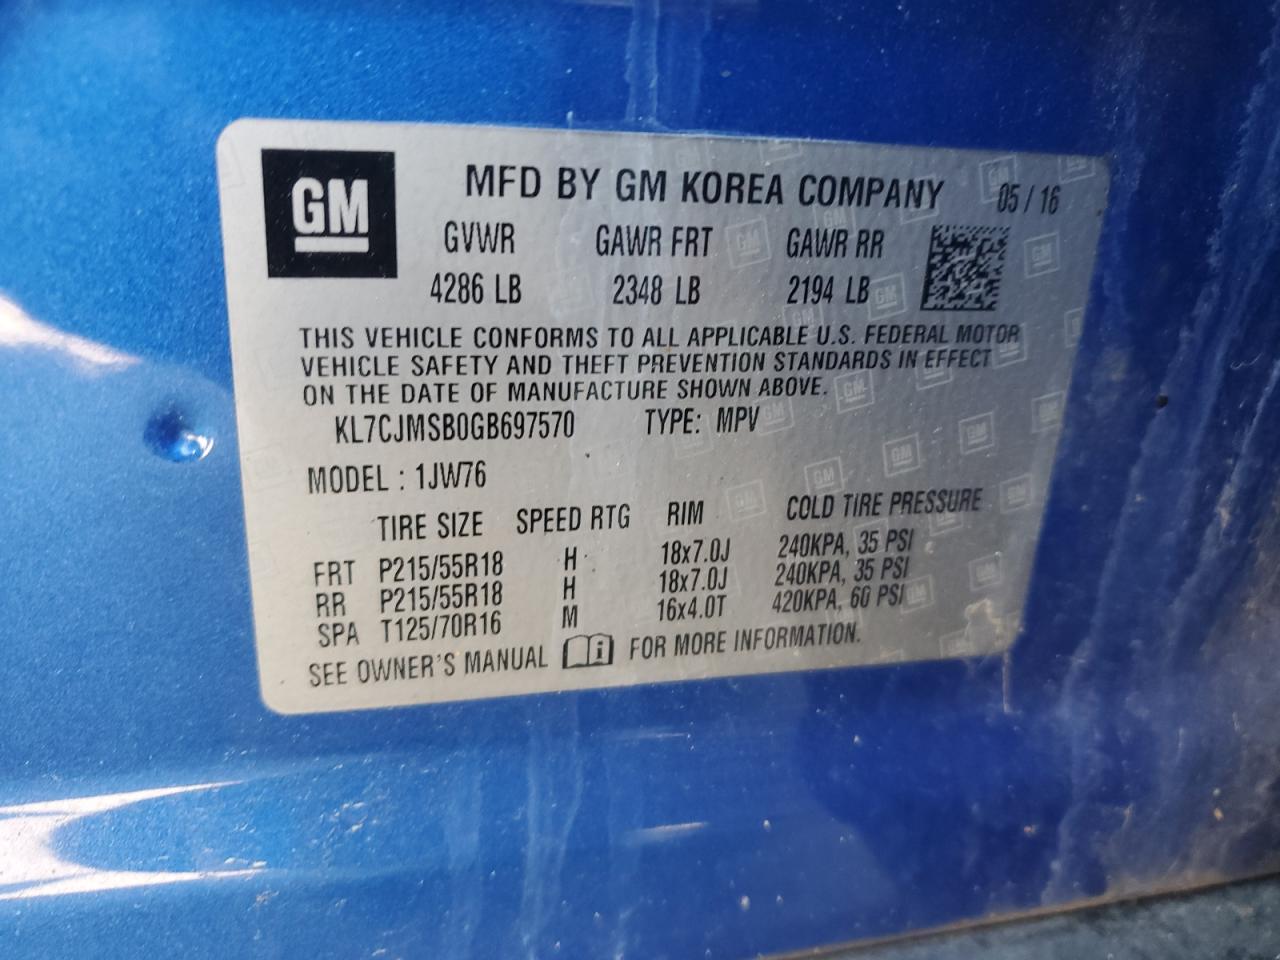 GM
MFD BY GM KOREA COMPANY 05 / 16
GVWR GAWR FRT GAWR RR
4286 LB 2348 LB 2194 LB
THIS VEHICLE CONFORMS TO ALL APPLICABLE U.S. FEDERAL MOTOR
VEHICLE SAFETY AND THEFT PREVENTION STANDARDS IN EFFECT
ON THE DATE OF MANUFACTURE SHOWN ABOVE.
KL7CJMSB0GB697570 TYPE: MPV
MODEL : 1JW76
TIRE SIZE SPEED RTG RIM COLD TIRE PRESSURE
FRT P215/55R18 H 18x7.0J 240KPA, 35 PSI
RR P215/55R18 H 18x7.0J 240KPA, 35 PSI
SPA T125/70R16 M 16x4.0T 420KPA, 60 PSI
SEE OWNER'S MANUAL FOR MORE INFORMATION.